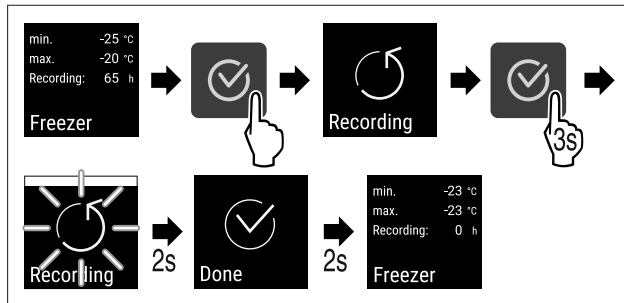 min. -25 °C
max. -20 °C
Recording: 65 h
Freezer
Recording
3s
Recording
2s
Done
2s
min. -23 °C
max. -23 °C
Recording: 0 h
Freezer